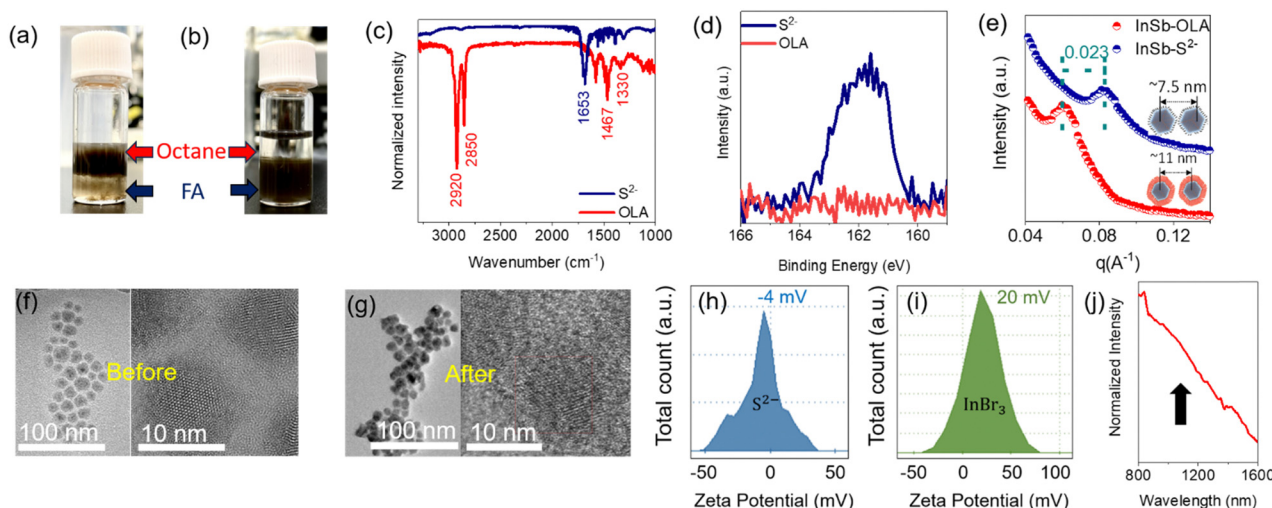 (a)
(b)
Octane
FA
(c)
Normalized intensity
2920
2850
1653
1467
1330
S²⁻
OLA
3000 2500 2000 1500 1000
Wavenumber (cm⁻¹)
(d)
S²⁻
OLA
Intensity (a.u.)
166 164 162 160
Binding Energy (eV)
(e)
InSb-OLA
InSb-S²⁻
0.023
~7.5 nm
~11 nm
Intensity (a.u.)
0.04 0.08 0.12
q(A⁻¹)
(f)
Before
100 nm
10 nm
(g)
After
100 nm
10 nm
(h)
-4 mV
Total count (a.u.)
S²⁻
-50 0 50
Zeta Potential (mV)
(i)
20 mV
Total count (a.u.)
InBr₃
-50 0 50 100
Zeta Potential (mV)
(j)
Normalized Intensity
800 1200 1600
Wavelength (nm)